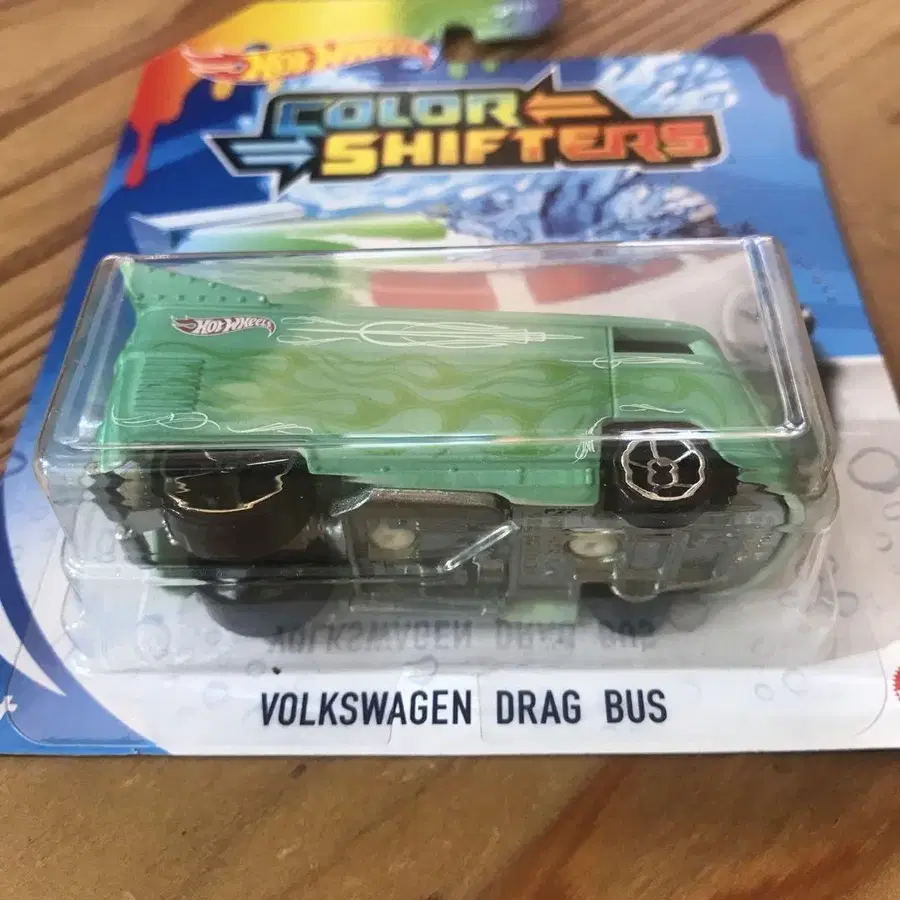 HOT WHEELS
COLOR
SHIFTERS
HOT WHEELS
VOLKSWAGEN DRAG BUS